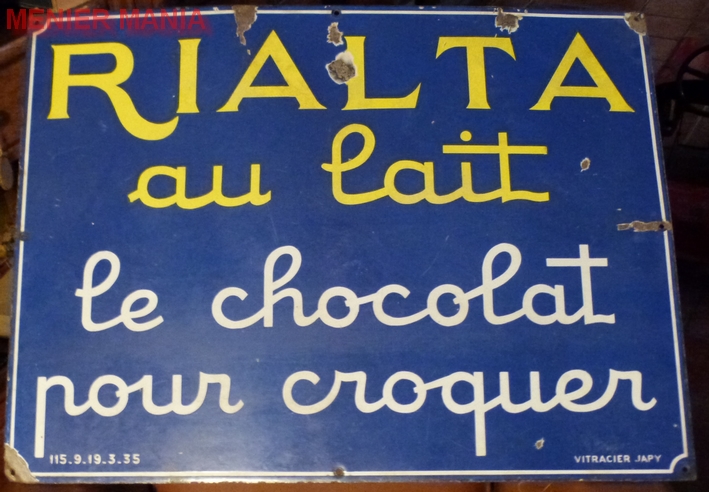 MENIER MANIA
RIALTA
au lait
le chocolat
pour croquer
115.9.19.3.35
VITRACIER JAPY